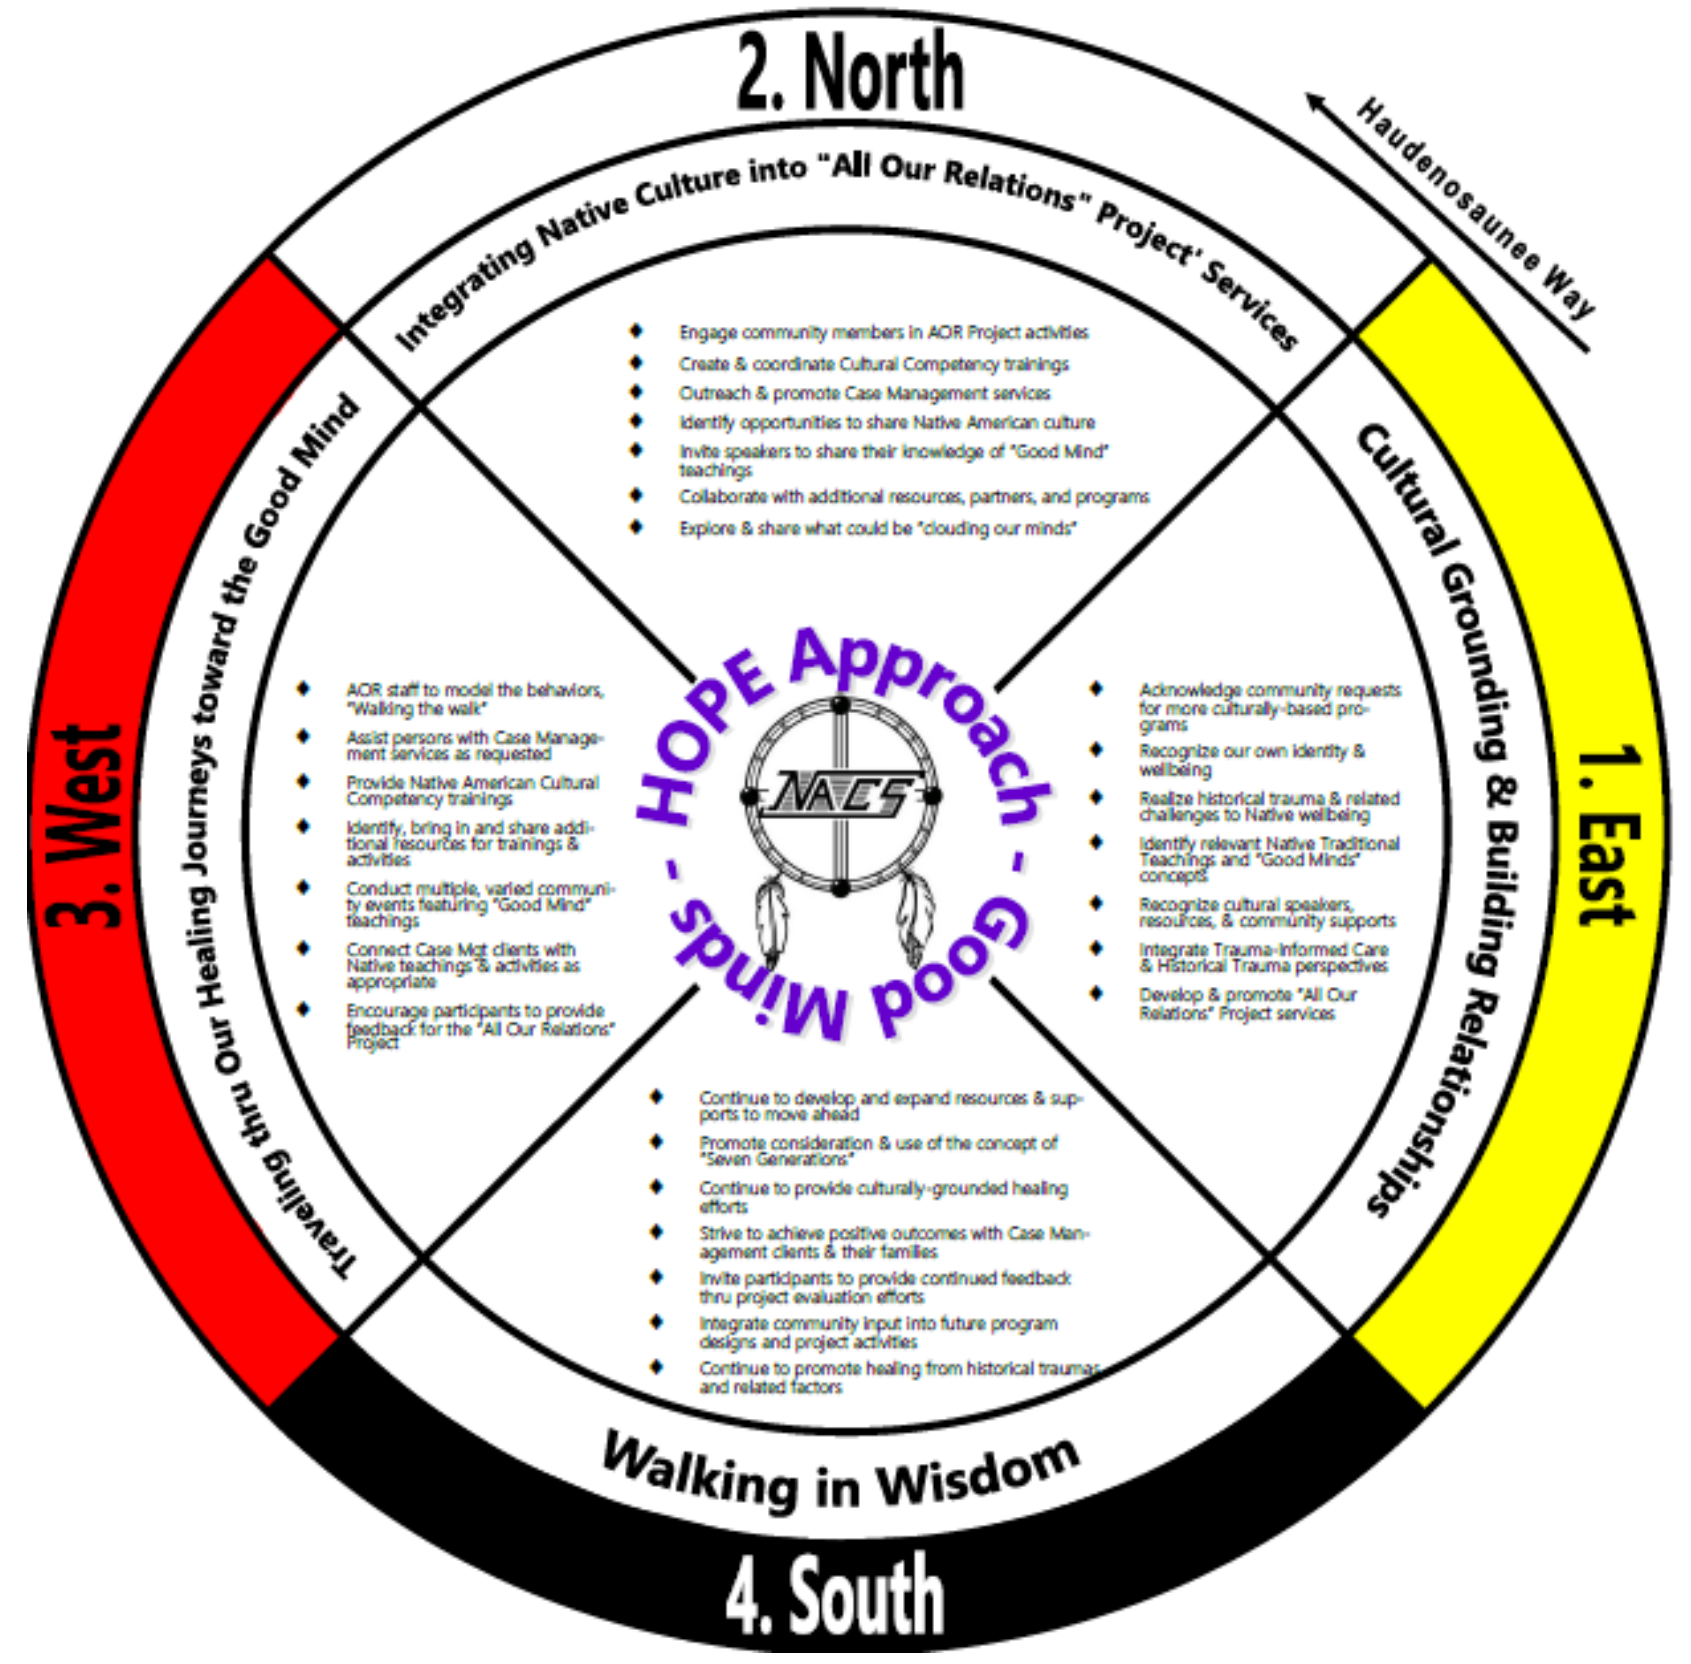 2. North
Haudenosaunee Way
Integrating Native Culture into "All Our Relations" Project' Services
♦ Engage community members in AOR Project activities
♦ Create & coordinate Cultural Competency trainings
♦ Outreach & promote Case Management services
♦ Identify opportunities to share Native American culture
♦ Invite speakers to share their knowledge of "Good Mind"
teachings
♦ Collaborate with additional resources, partners, and programs
♦ Explore & share what could be "clouding our minds"
1. East
Cultural Grounding & Building Relationships
♦ Acknowledge community requests
for more culturally-based pro-
grams
♦ Recognize our own identity &
wellbeing
♦ Realize historical trauma & related
challenges to Native wellbeing
♦ Identify relevant Native Traditional
Teachings and "Good Minds"
concepts
♦ Recognize cultural speakers,
resources, & community supports
♦ Integrate Trauma-Informed Care
& Historical Trauma perspectives
♦ Develop & promote "All Our
Relations" Project services
3. West
Traveling thru Our Healing Journeys toward the Good Mind
♦ AOR staff to model the behaviors,
"Walking the walk"
♦ Assist persons with Case Manage-
ment services as requested
♦ Provide Native American Cultural
Competency trainings
♦ Identify, bring in and share addi-
tional resources for trainings &
activities
♦ Conduct multiple, varied communi-
ty events featuring "Good Mind"
teachings
♦ Connect Case Mgt clients with
Native teachings & activities as
appropriate
♦ Encourage participants to provide
feedback for the "All Our Relations"
Project
HOPE Approach - Good Minds -
NACS
♦ Continue to develop and expand resources & sup-
ports to move ahead
♦ Promote consideration & use of the concept of
"Seven Generations"
♦ Continue to provide culturally-grounded healing
efforts
♦ Strive to achieve positive outcomes with Case Man-
agement clients & their families
♦ Invite participants to provide continued feedback
thru project evaluation efforts
♦ Integrate community input into future program
designs and project activities
♦ Continue to promote healing from historical traumas
and related factors
Walking in Wisdom
4. South